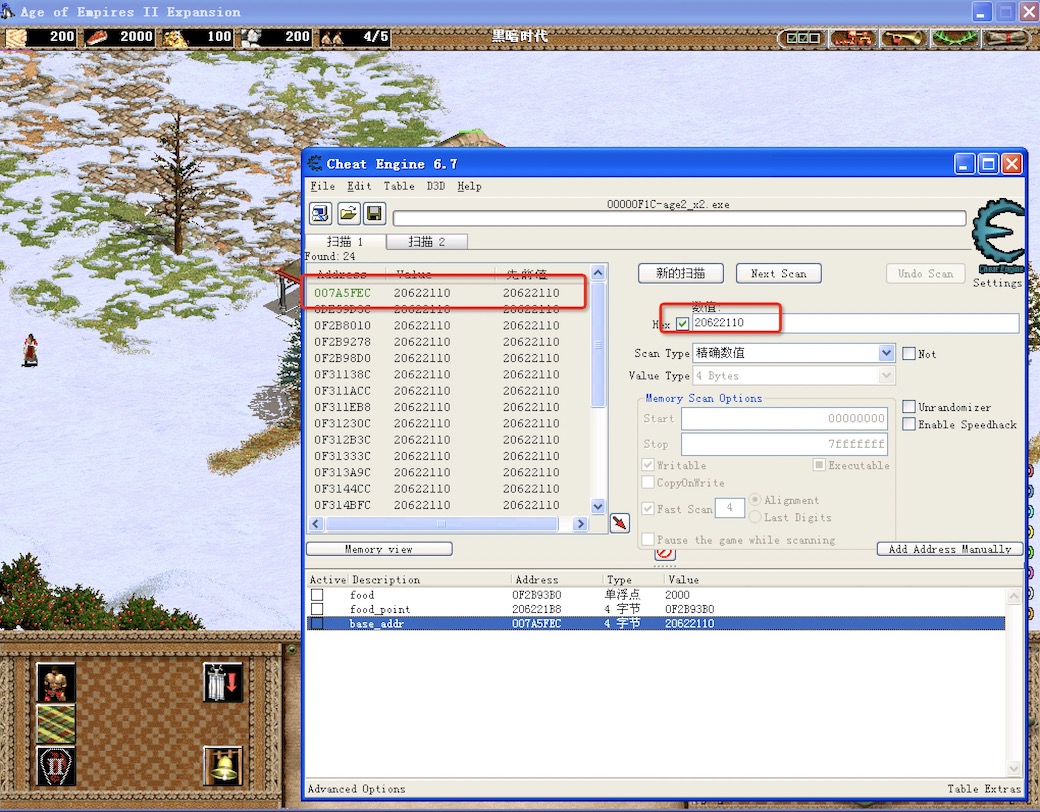 Age of Empires II Expansion
200 2000 100 200 4/5 黑暗时代
Cheat Engine 6.7
File Edit Table D3D Help
00000F1C-age2_x2.exe
扫描 1 扫描 2
Found: 24
Cheat Engine
Settings
Address Value 先前值
007A5FEC 20622110 20622110
20622110 20622110
0F2B8010 20622110 20622110
0F2B9278 20622110 20622110
0F2B98D0 20622110 20622110
0F31138C 20622110 20622110
0F311ACC 20622110 20622110
0F311EB8 20622110 20622110
0F31230C 20622110 20622110
0F312B3C 20622110 20622110
0F31333C 20622110 20622110
0F313A9C 20622110 20622110
0F3144CC 20622110 20622110
0F314BFC 20622110 20622110
新的扫描 Next Scan Undo Scan
数值:
Hex 20622110
Scan Type 精确数值 Not
Value Type 4 Bytes
Memory Scan Options
Start 00000000
Stop 7fffffff
Unrandomizer
Enable Speedhack
Writable Executable
CopyOnWrite
Fast Scan 4 Alignment
Last Digits
Pause the game while scanning
Memory view Add Address Manually
Active Description Address Type Value
food 0F2B93B0 单浮点 2000
food_point 206221B8 4 字节 0F2B93B0
base_addr 007A5FEC 4 字节 20622110
Advanced Options Table Extras